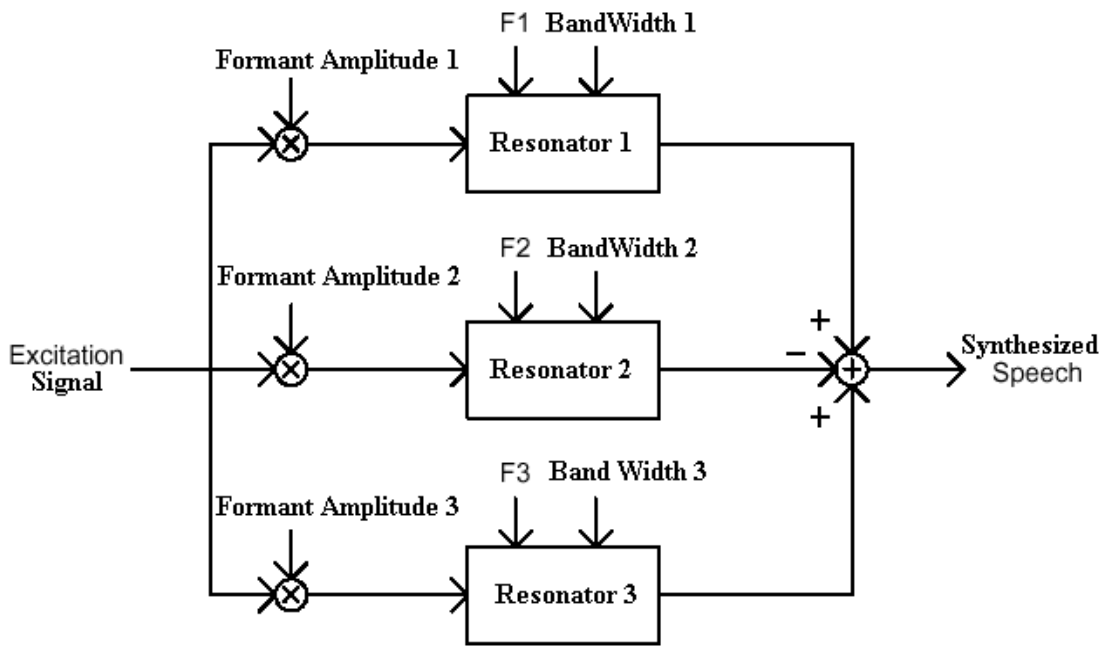 F1 BandWidth 1
Formant Amplitude 1
Resonator 1
F2 BandWidth 2
Formant Amplitude 2
+
Excitation
Signal
Resonator 2
−
+
Synthesized
Speech
+
F3 Band Width 3
Formant Amplitude 3
Resonator 3